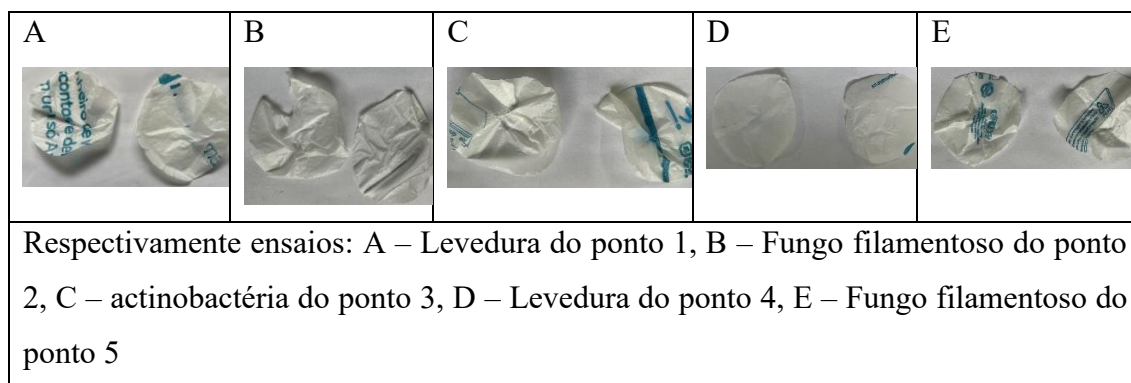 A
B
C
D
E
Respectivamente ensaios: A – Levedura do ponto 1, B – Fungo filamentoso do ponto
2, C – actinobactéria do ponto 3, D – Levedura do ponto 4, E – Fungo filamentoso do
ponto 5